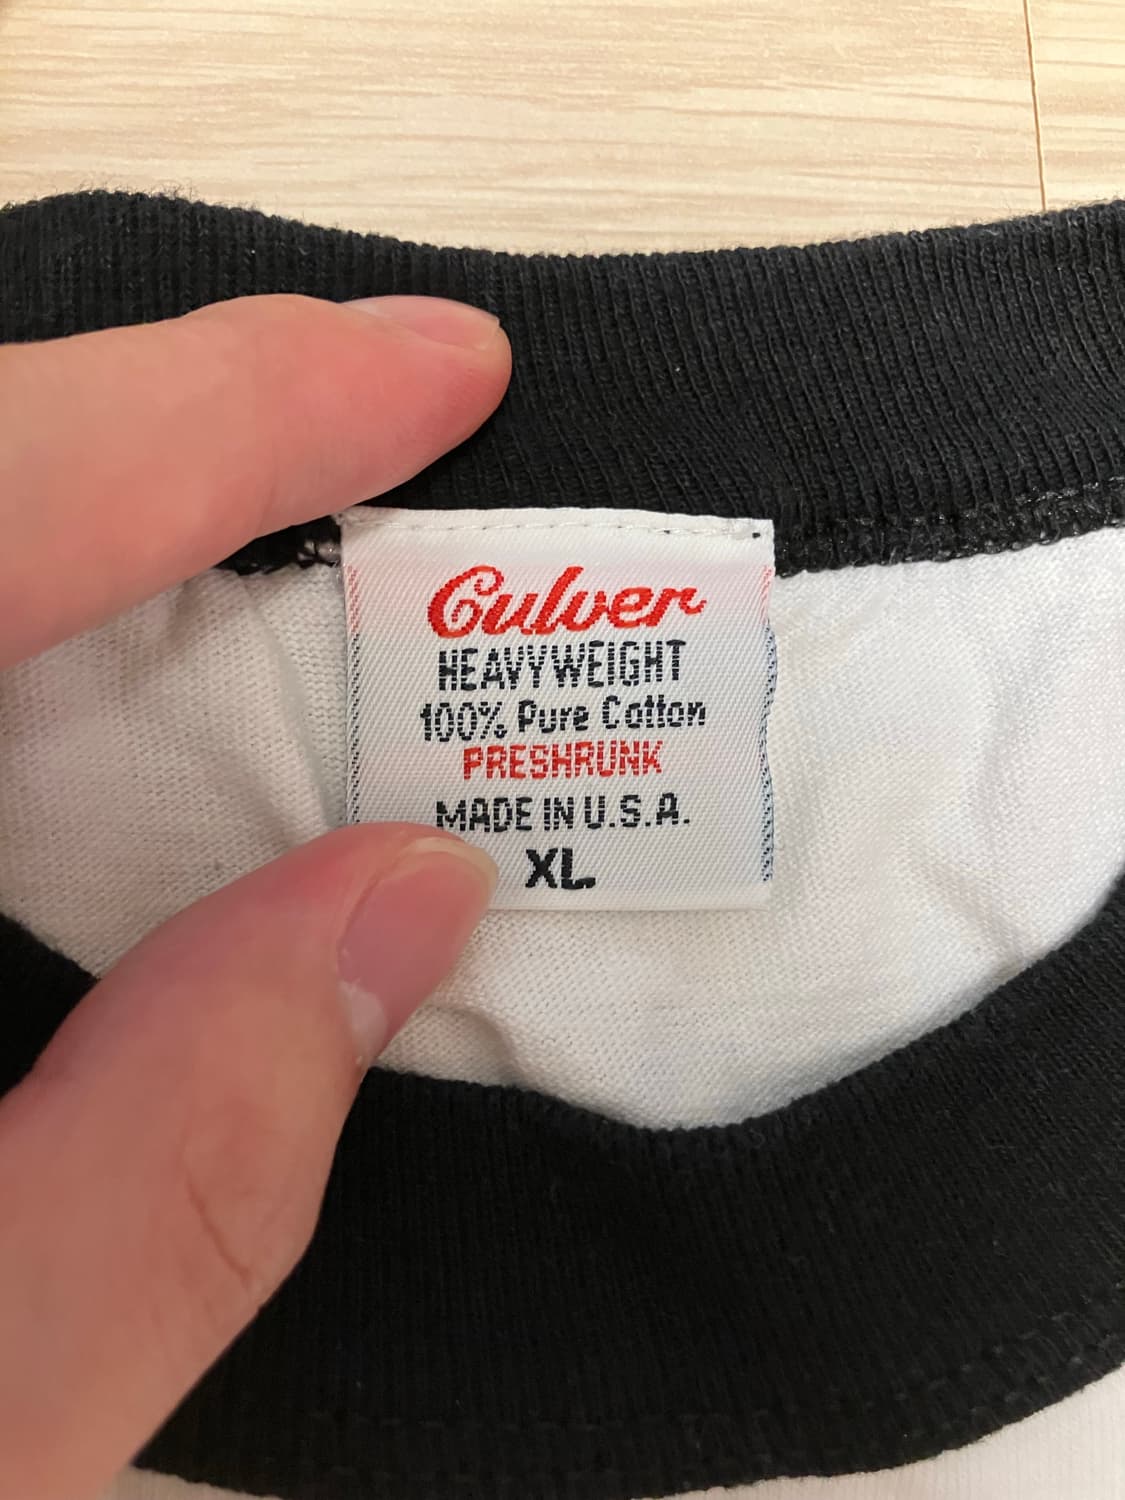 Culver
HEAVYWEIGHT
100% Pure Cotton
PRESHRUNK
MADE IN U.S.A.
XL